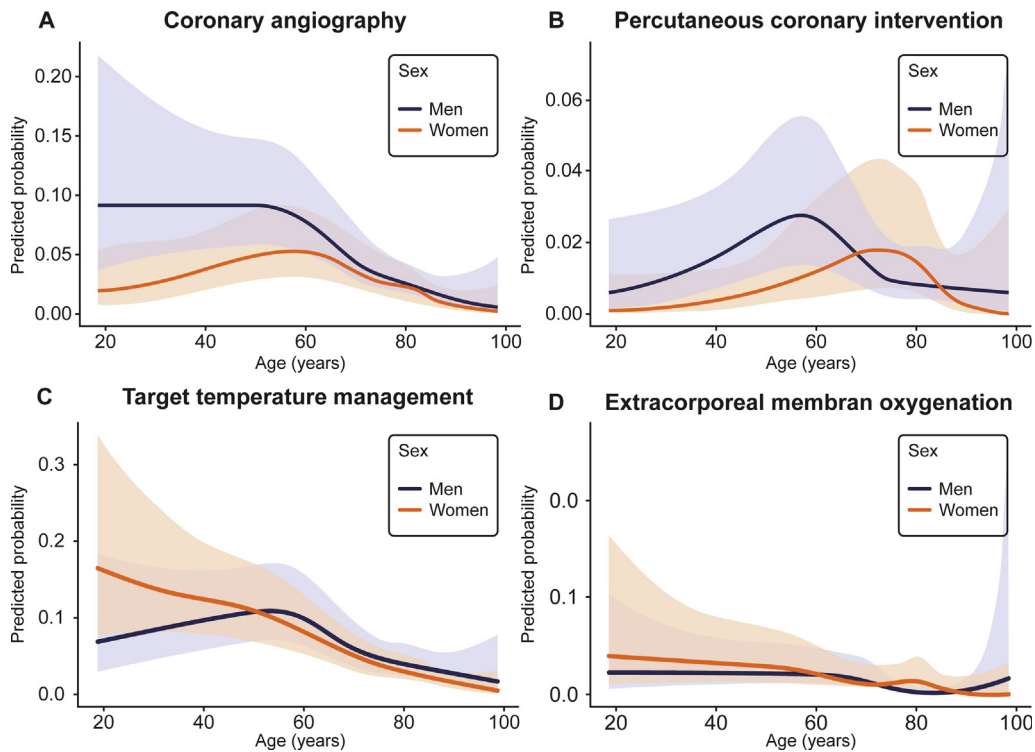 A Coronary angiography
Predicted probability
0.20
0.15
0.10
0.05
0.00
Sex
Men
Women
20 40 60 80 100
Age (years)
B Percutaneous coronary intervention
Predicted probability
0.06
0.04
0.02
0.00
Sex
Men
Women
20 40 60 80 100
Age (years)
C Target temperature management
Predicted probability
0.3
0.2
0.1
0.0
Sex
Men
Women
20 40 60 80 100
Age (years)
D Extracorporeal membran oxygenation
Predicted probability
0.0
0.1
0.0
Sex
Men
Women
20 40 60 80 100
Age (years)